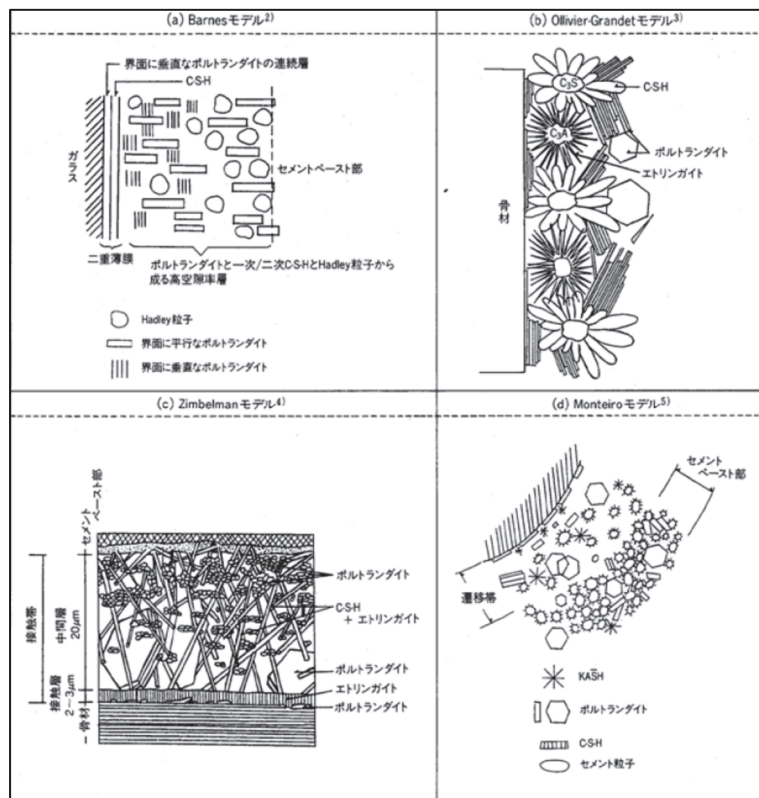 (a) Barnesモデル2)
界面に垂直なポルトランダイトの連続層
C-S-H
ガラス
セメントペースト部
二重薄膜
ポルトランダイトと一次/二次C-S-HとHadley粒子から
成る高空隙率層
Hadley粒子
界面に平行なポルトランダイト
界面に垂直なポルトランダイト
(b) Ollivier-Grandetモデル3)
C3S
C-S-H
C3A
ポルトランダイト
エトリンガイト
骨材
(c) Zimbelmanモデル4)
セメント
ペースト部
接触帯
中間層
20μm
接触層
2~3μm
骨材
ポルトランダイト
C-S-H
+ エトリンガイト
ポルトランダイト
エトリンガイト
ポルトランダイト
(d) Monteiroモデル5)
セメント
ペースト部
遷移帯
KAS̄H
ポルトランダイト
C-S-H
セメント粒子